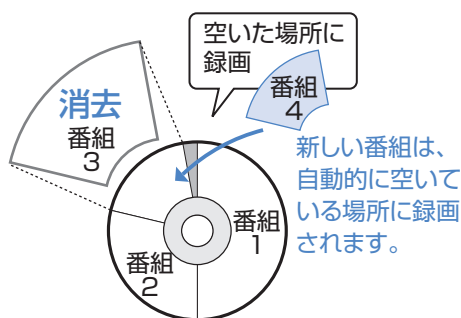 空いた場所に
録画
消去
番組
3
番組
4
新しい番組は、
自動的に空いて
いる場所に録画
されます。
番組
1
番組
2